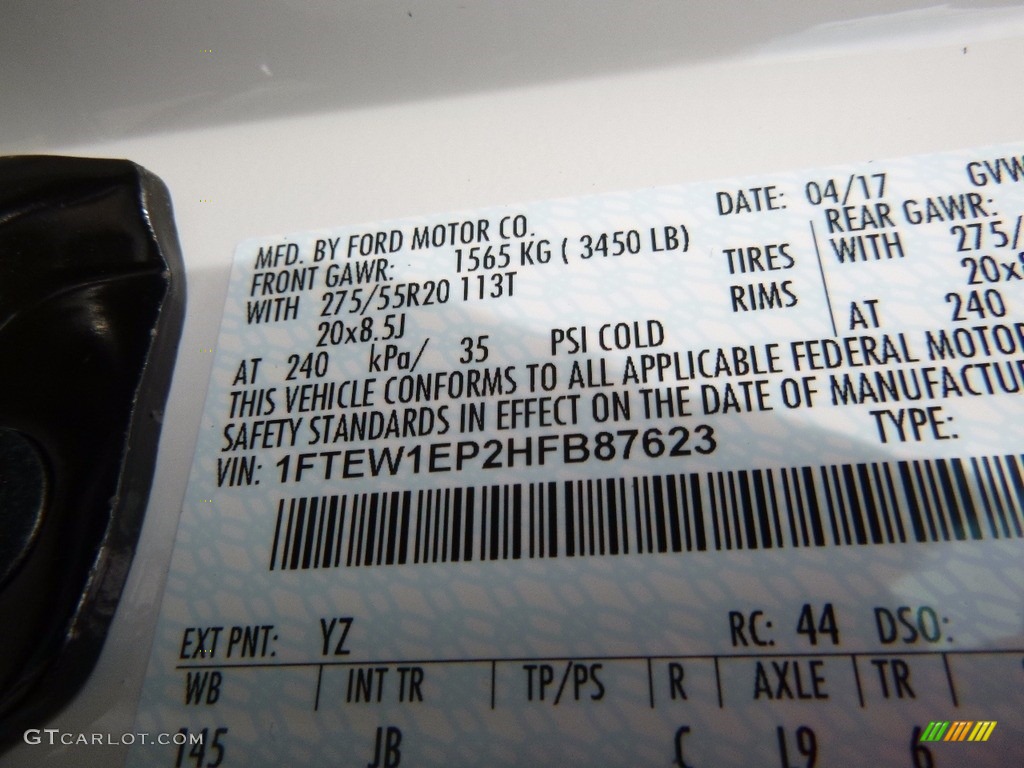 DATE: 04/17 GVW
MFD. BY FORD MOTOR CO.
FRONT GAWR: 1565 KG ( 3450 LB) REAR GAWR:
WITH 275/55R20 113T TIRES WITH 275/
20x8.5J RIMS 20x8
AT 240 kPa/ 35 PSI COLD AT 240
THIS VEHICLE CONFORMS TO ALL APPLICABLE FEDERAL MOTOR
SAFETY STANDARDS IN EFFECT ON THE DATE OF MANUFACTU
VIN: 1FTEW1EP2HFB87623 TYPE:
EXT PNT: YZ RC: 44 DSO:
WB INT TR TP/PS R AXLE TR
145 JB C L9 6
GTCARLOT.COM